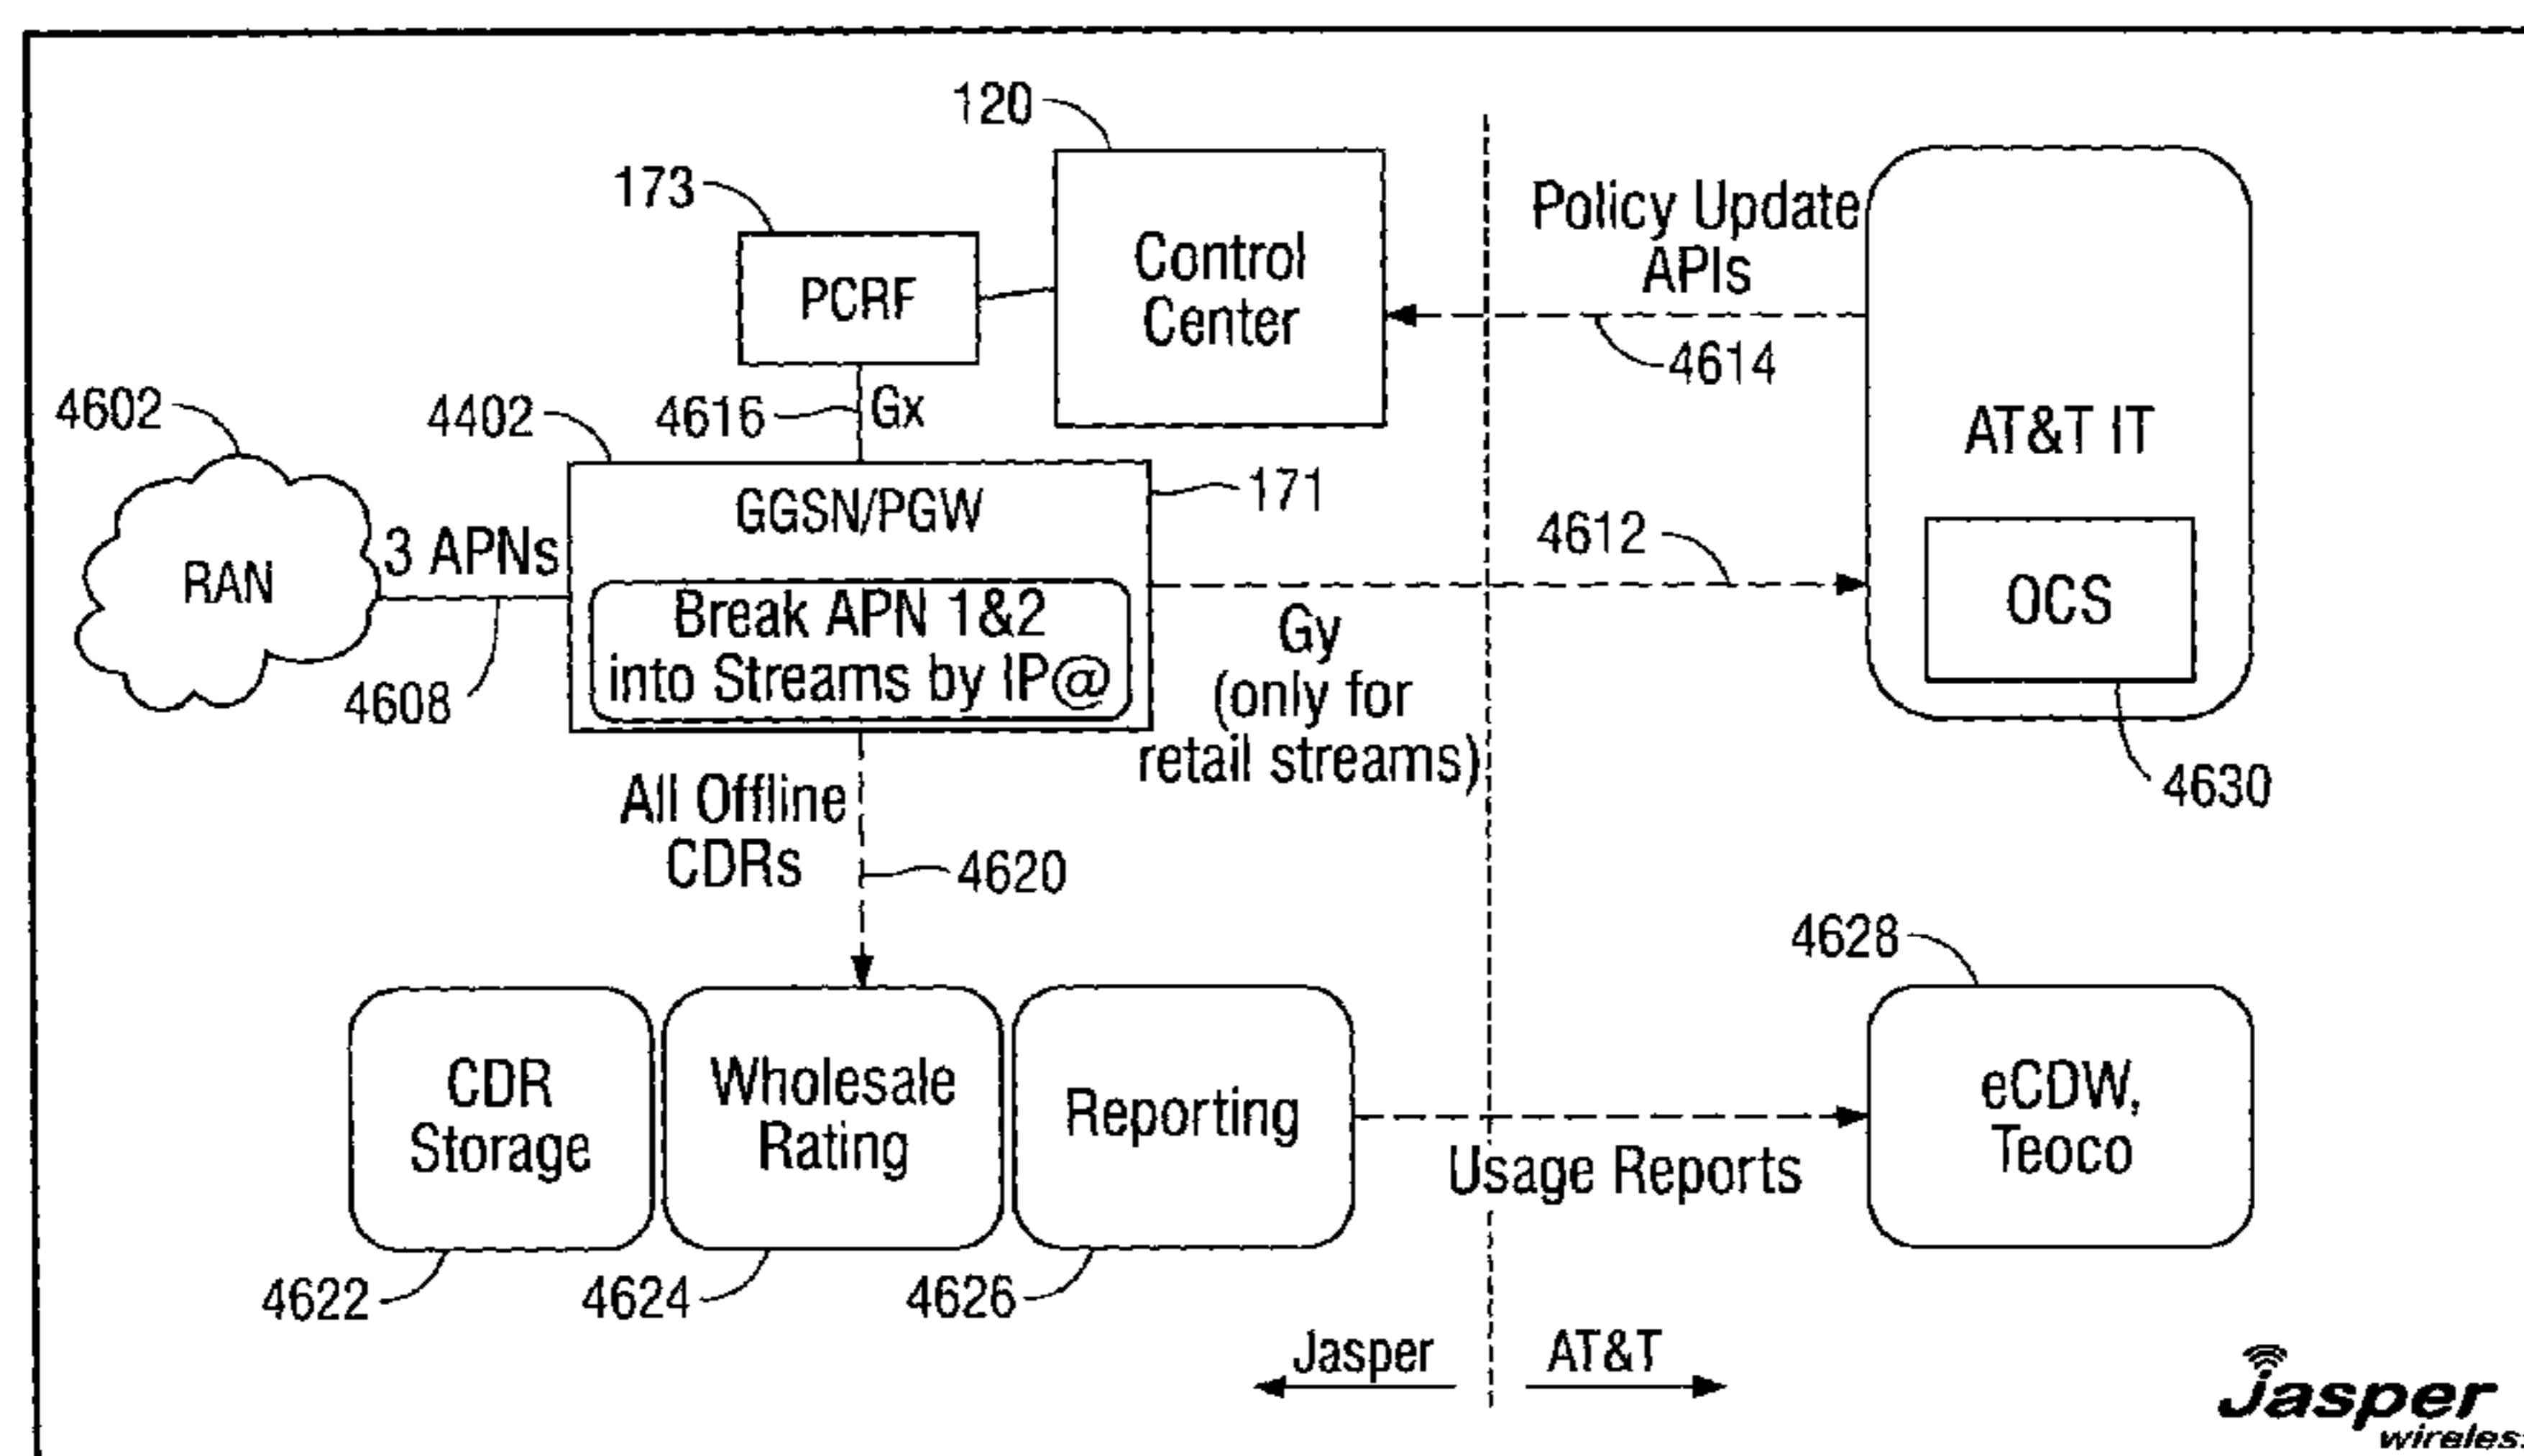 120
173
PCRF
Control
Center
Policy Update
APIs
4614
AT&T IT
4602
4402
4616
Gx
171
RAN
3 APNs
4608
GGSN/PGW
Break APN 1&2
into Streams by IP@
4612
Gy
(only for
retail streams)
OCS
4630
All Offline
CDRs
4620
4628
CDR
Storage
Wholesale
Rating
Reporting
Usage Reports
eCDW,
Teoco
4622
4624
4626
Jasper
AT&T
Jasper
wireless